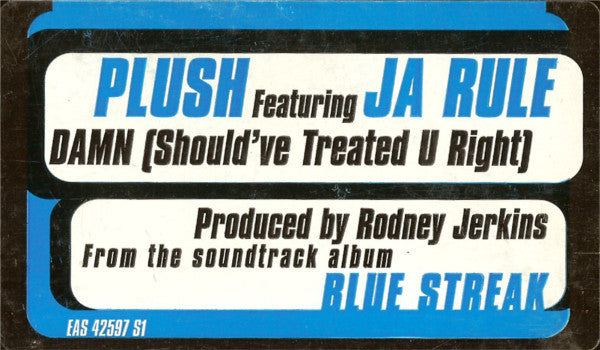 PLUSH Featuring JA RULE
DAMN (Should've Treated U Right)
Produced by Rodney Jerkins
From the soundtrack album
BLUE STREAK
EAS 42597 S1